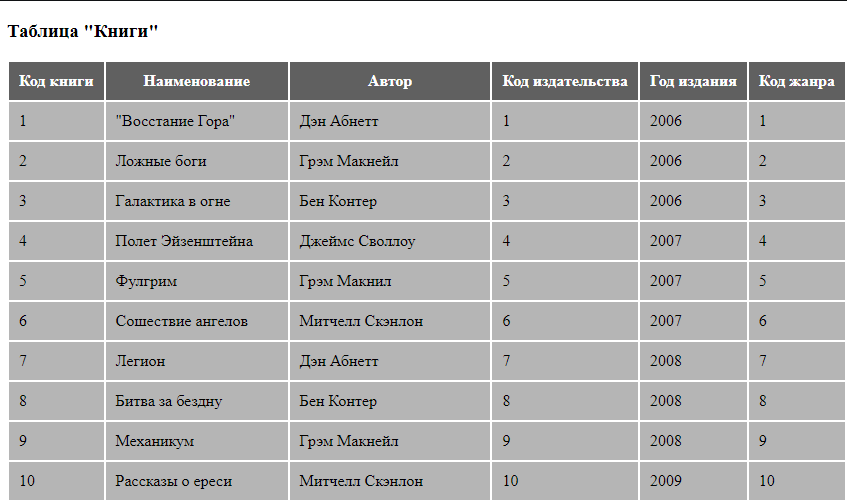 Таблица "Книги"
Код книги Наименование Автор Код издательства Год издания Код жанра
1 "Восстание Гора" Дэн Абнетт 1 2006 1
2 Ложные боги Грэм Макнейл 2 2006 2
3 Галактика в огне Бен Контер 3 2006 3
4 Полет Эйзенштейна Джеймс Своллоу 4 2007 4
5 Фулгрим Грэм Макнил 5 2007 5
6 Сошествие ангелов Митчелл Скэнлон 6 2007 6
7 Легион Дэн Абнетт 7 2008 7
8 Битва за бездну Бен Контер 8 2008 8
9 Механикум Грэм Макнейл 9 2008 9
10 Рассказы о ереси Митчелл Скэнлон 10 2009 10